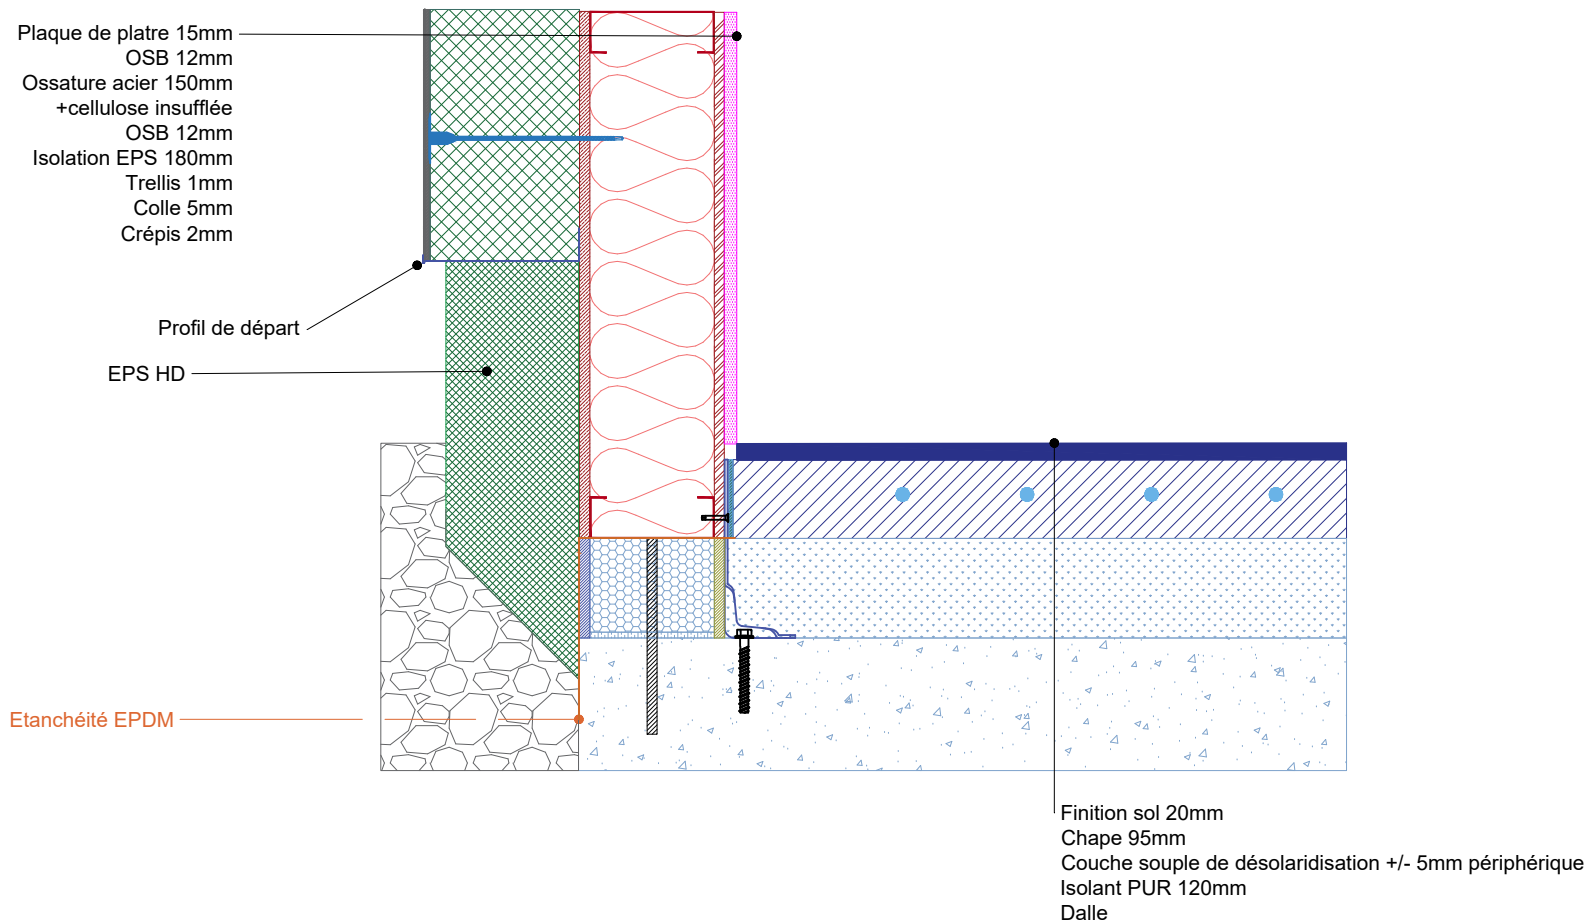 Plaque de platre 15mm
OSB 12mm
Ossature acier 150mm
+cellulose insufflée
OSB 12mm
Isolation EPS 180mm
Trellis 1mm
Colle 5mm
Crépis 2mm
Profil de départ
EPS HD
Etanchéité EPDM
Finition sol 20mm
Chape 95mm
Couche souple de désolaridisation +/- 5mm périphérique
Isolant PUR 120mm
Dalle